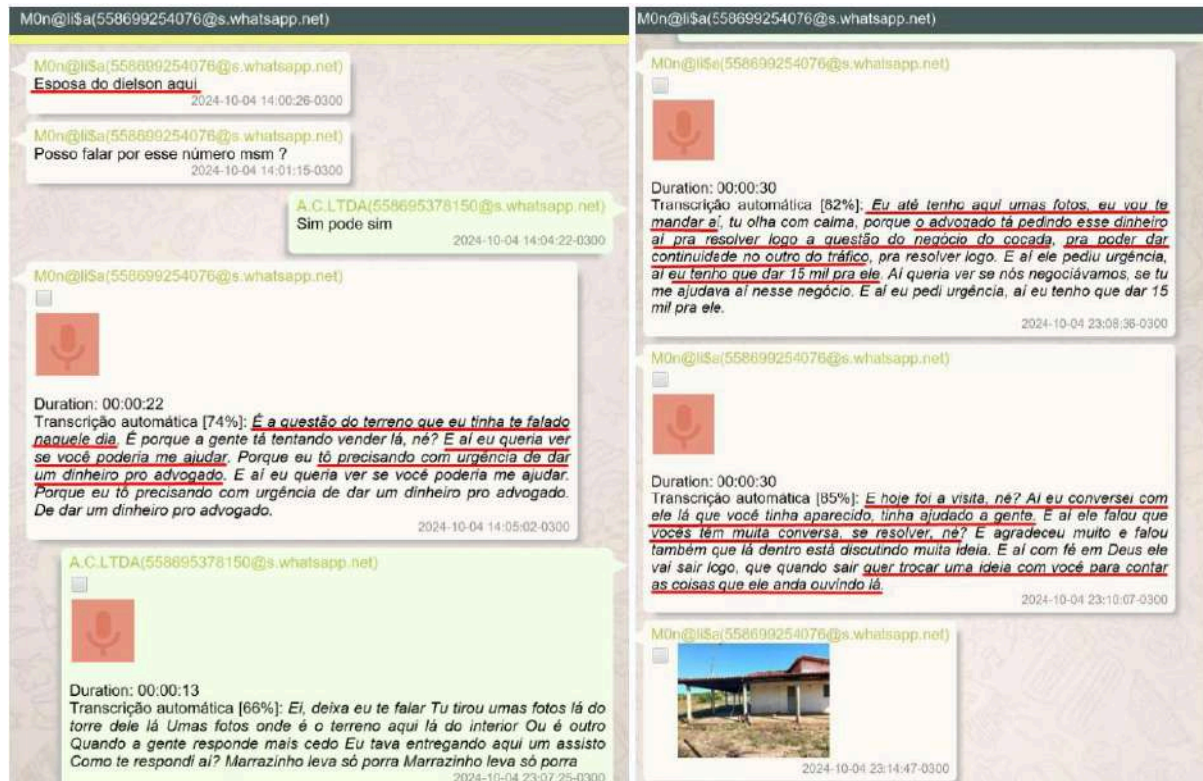 M0n@li$a(558699254076@s.whatsapp.net)
M0n@li$a(558699254076@s.whatsapp.net)
Esposa do dielson aqui
2024-10-04 14:00:26-0300
M0n@li$a(558699254076@s.whatsapp.net)
Posso falar por esse número msm ?
2024-10-04 14:01:15-0300
A.C.LTDA(558695378150@s.whatsapp.net)
Sim pode sim
2024-10-04 14:04:22-0300
M0n@li$a(558699254076@s.whatsapp.net)
Duration: 00:00:22
Transcrição automática [74%]: É a questão do terreno que eu tinha te falado
naquele dia. É porque a gente tá tentando vender lá, né? E aí eu queria ver
se você poderia me ajudar. Porque eu tô precisando com urgência de dar
um dinheiro pro advogado. E aí eu queria ver se você poderia me ajudar.
Porque eu tô precisando com urgência de dar um dinheiro pro advogado.
De dar um dinheiro pro advogado.
2024-10-04 14:05:02-0300
A.C.LTDA(558695378150@s.whatsapp.net)
Duration: 00:00:13
Transcrição automática [66%]: Ei, deixa eu te falar Tu tirou umas fotos lá do
torre dele lá Umas fotos onde é o terreno aqui lá do interior Ou é outro
Quando a gente responde mais cedo Eu tava entregando aqui um assisto
Como te respondi aí? Marrazinho leva só porra Marrazinho leva só porra
2024-10-04 23:07:25-0300
M0n@li$a(558699254076@s.whatsapp.net)
M0n@li$a(558699254076@s.whatsapp.net)
Duration: 00:00:30
Transcrição automática [82%]: Eu até tenho aqui umas fotos, eu vou te
mandar aí, tu olha com calma, porque o advogado tá pedindo esse dinheiro
aí pra resolver logo a questão do negócio do cocada, pra poder dar
continuidade no outro do tráfico, pra resolver logo. E aí ele pediu urgência,
aí eu tenho que dar 15 mil pra ele. Aí queria ver se nós negociávamos, se tu
me ajudava aí nesse negócio. E aí eu pedi urgência, aí eu tenho que dar 15
mil pra ele.
2024-10-04 23:08:36-0300
M0n@li$a(558699254076@s.whatsapp.net)
Duration: 00:00:30
Transcrição automática [85%]: E hoje foi a visita, né? Aí eu conversei com
ele lá que você tinha aparecido, tinha ajudado a gente. E aí ele falou que
vocês têm muita conversa, se resolver, né? E agradeceu muito e falou
também que lá dentro está discutindo muita ideia. E aí com fé em Deus ele
vai sair logo, que quando sair quer trocar uma ideia com você para contar
as coisas que ele anda ouvindo lá.
2024-10-04 23:10:07-0300
M0n@li$a(558699254076@s.whatsapp.net)
2024-10-04 23:14:47-0300